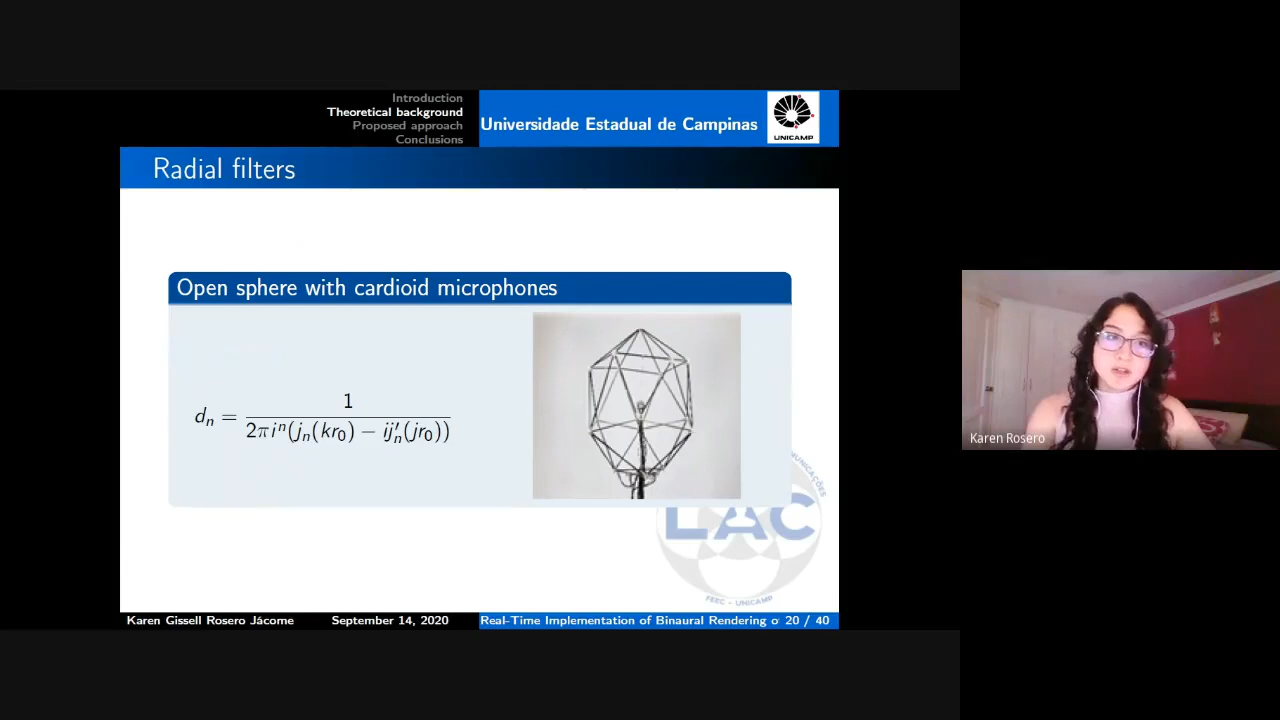 Introduction
Theoretical background
Proposed approach
Conclusions
Universidade Estadual de Campinas
UNICAMP
Radial filters
Open sphere with cardioid microphones
dₙ = 1 / 2πiⁿ(jₙ(kr₀) − ij′ₙ(jr₀))
LAC
FEEC - UNICAMP
Karen Gissell Rosero Jácome
September 14, 2020
Real-Time Implementation of Binaural Rendering o
20 / 40
Karen Rosero